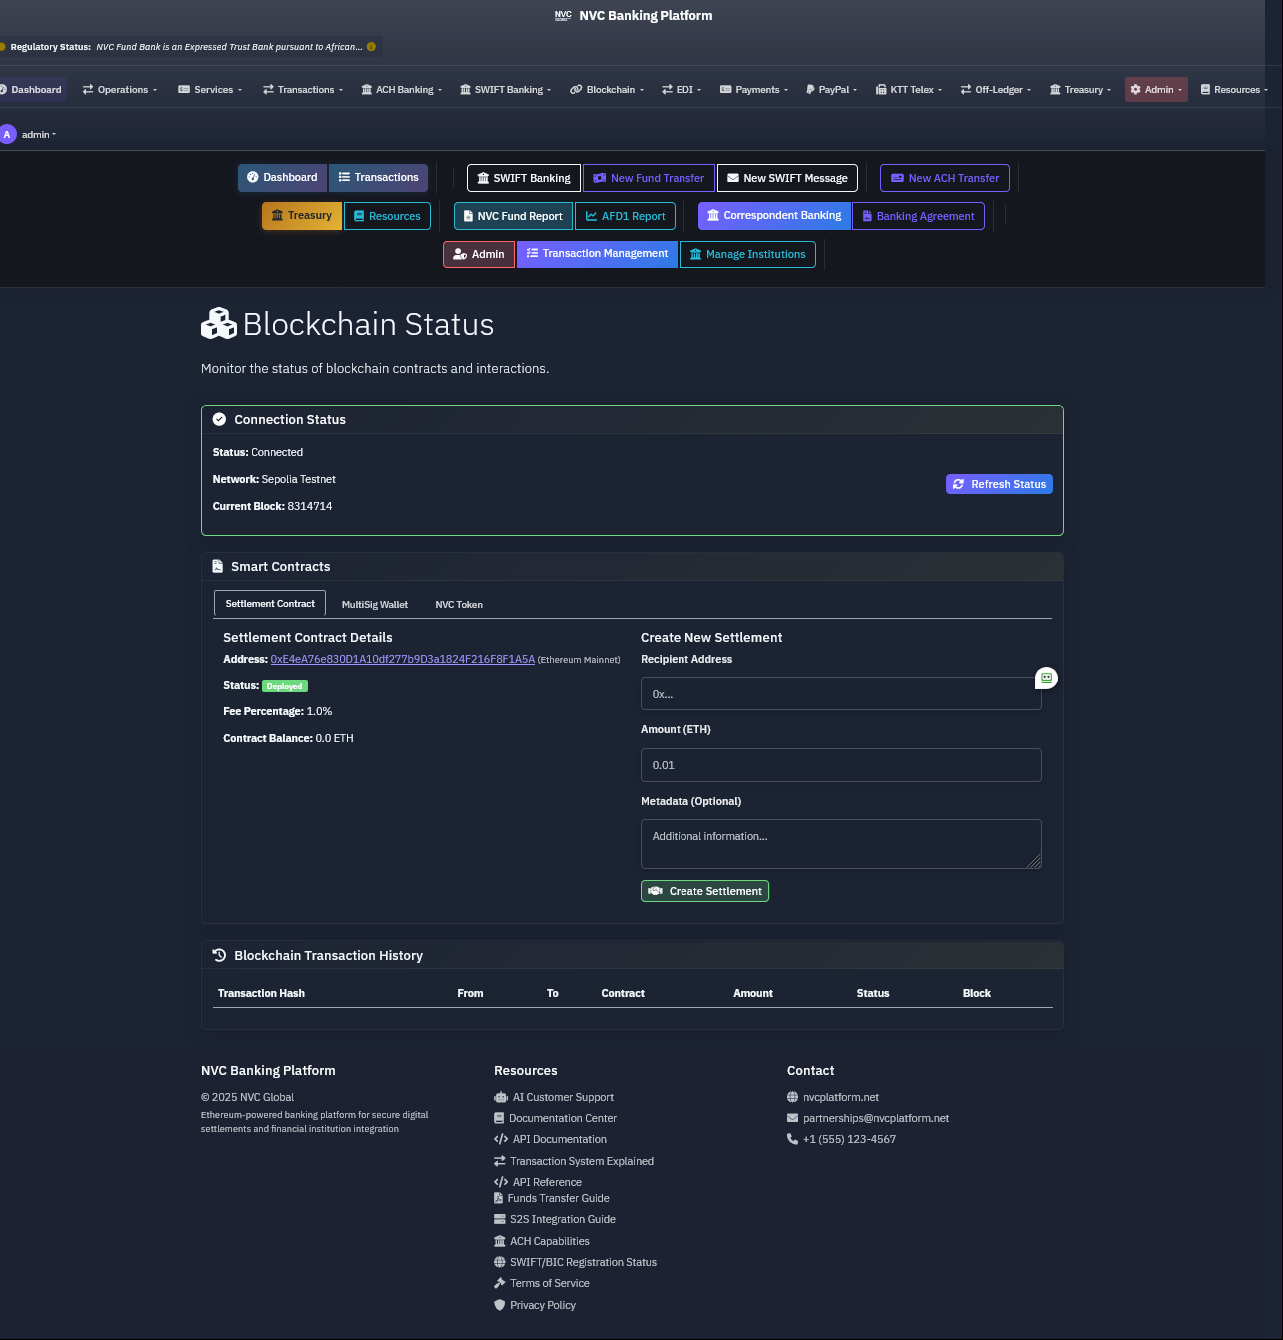 NVC NVC Banking Platform
Regulatory Status: NVC Fund Bank is an Expressed Trust Bank pursuant to African...
Dashboard Operations Services Transactions ACH Banking SWIFT Banking Blockchain EDI Payments PayPal KTT Telex Off-Ledger Treasury Admin Resources
A admin
Dashboard Transactions SWIFT Banking New Fund Transfer New SWIFT Message New ACH Transfer
Treasury Resources NVC Fund Report AFD1 Report Correspondent Banking Banking Agreement
Admin Transaction Management Manage Institutions
Blockchain Status
Monitor the status of blockchain contracts and interactions.
Connection Status
Status: Connected
Network: Sepolia Testnet
Refresh Status
Current Block: 8314714
Smart Contracts
Settlement Contract MultiSig Wallet NVC Token
Settlement Contract Details
Address: 0xE4eA76e830D1A10df277b9D3a1824F216F8F1A5A (Ethereum Mainnet)
Status: Deployed
Fee Percentage: 1.0%
Contract Balance: 0.0 ETH
Create New Settlement
Recipient Address
0x...
Amount (ETH)
0.01
Metadata (Optional)
Additional information...
Create Settlement
Blockchain Transaction History
Transaction Hash From To Contract Amount Status Block
NVC Banking Platform
© 2025 NVC Global
Ethereum-powered banking platform for secure digital
settlements and financial institution integration
Resources
AI Customer Support
Documentation Center
API Documentation
Transaction System Explained
API Reference
Funds Transfer Guide
S2S Integration Guide
ACH Capabilities
SWIFT/BIC Registration Status
Terms of Service
Privacy Policy
Contact
nvcplatform.net
partnerships@nvcplatform.net
+1 (555) 123-4567